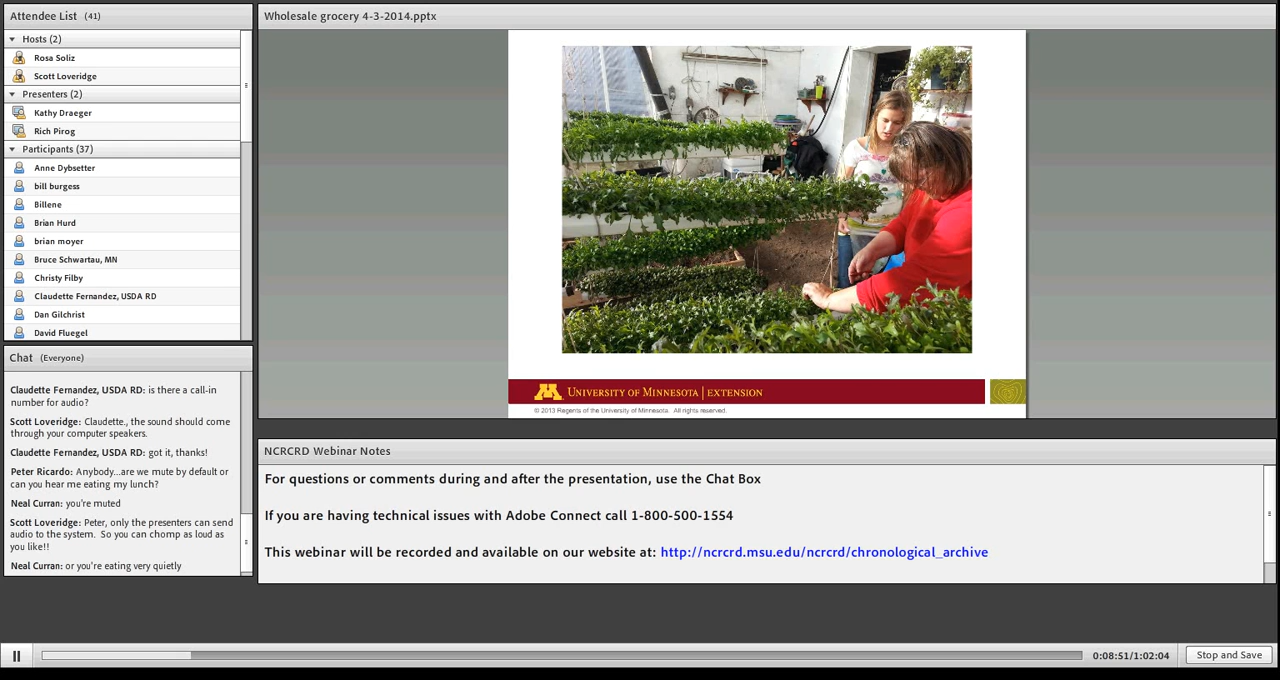 Attendee List (41)
Hosts (2)
Rosa Soliz
Scott Loveridge
Presenters (2)
Kathy Draeger
Rich Pirog
Participants (37)
Anne Dybsetter
bill burgess
Billene
Brian Hurd
brian moyer
Bruce Schwartau, MN
Christy Filby
Claudette Fernandez, USDA RD
Dan Gilchrist
David Fluegel
Chat (Everyone)
Claudette Fernandez, USDA RD: is there a call-in
number for audio?
Scott Loveridge: Claudette., the sound should come
through your computer speakers.
Claudette Fernandez, USDA RD: got it, thanks!
Peter Ricardo: Anybody...are we mute by default or
can you hear me eating my lunch?
Neal Curran: you're muted
Scott Loveridge: Peter, only the presenters can send
audio to the system. So you can chomp as loud as
you like!!
Neal Curran: or you're eating very quietly
Wholesale grocery 4-3-2014.pptx
UNIVERSITY OF MINNESOTA | EXTENSION
© 2013 Regents of the University of Minnesota. All rights reserved.
NCRCRD Webinar Notes
For questions or comments during and after the presentation, use the Chat Box
If you are having technical issues with Adobe Connect call 1-800-500-1554
This webinar will be recorded and available on our website at: http://ncrcrd.msu.edu/ncrcrd/chronological_archive
0:08:51/1:02:04
Stop and Save